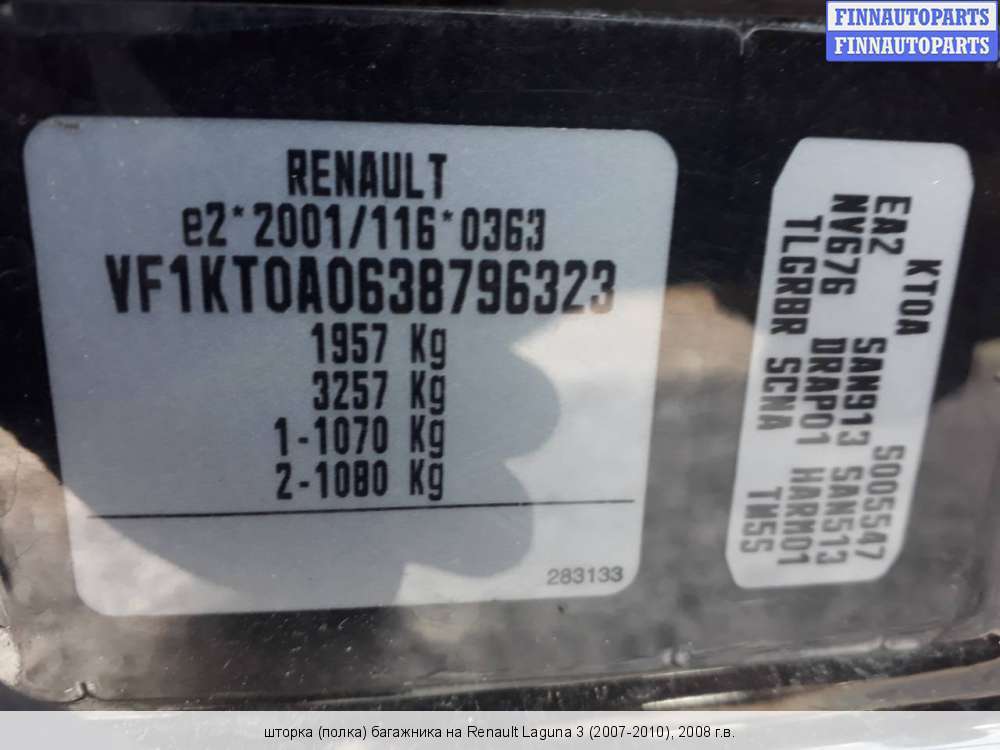 FINNAUTOPARTS
FINNAUTOPARTS
RENAULT
e2*2001/116*0363
VF1KT0A0638796323
1957 Kg
3257 Kg
1-1070 Kg
2-1080 Kg
283133
KT0A S005547
EA2 SAN913 SAN513
NV676 DRAP01 HARM01
TLGRBR SCNA TM5S
шторка (полка) багажника на Renault Laguna 3 (2007-2010), 2008 г.в.